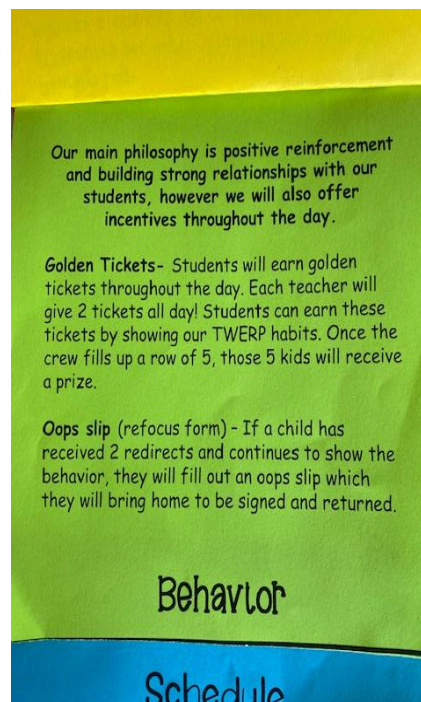 Our main philosophy is positive reinforcement
and building strong relationships with our
students, however we will also offer
incentives throughout the day.
Golden Tickets- Students will earn golden
tickets throughout the day. Each teacher will
give 2 tickets all day! Students can earn these
tickets by showing our TWERP habits. Once the
crew fills up a row of 5, those 5 kids will receive
a prize.
Oops slip (refocus form) - If a child has
received 2 redirects and continues to show the
behavior, they will fill out an oops slip which
they will bring home to be signed and returned.
Behavior
Schedule